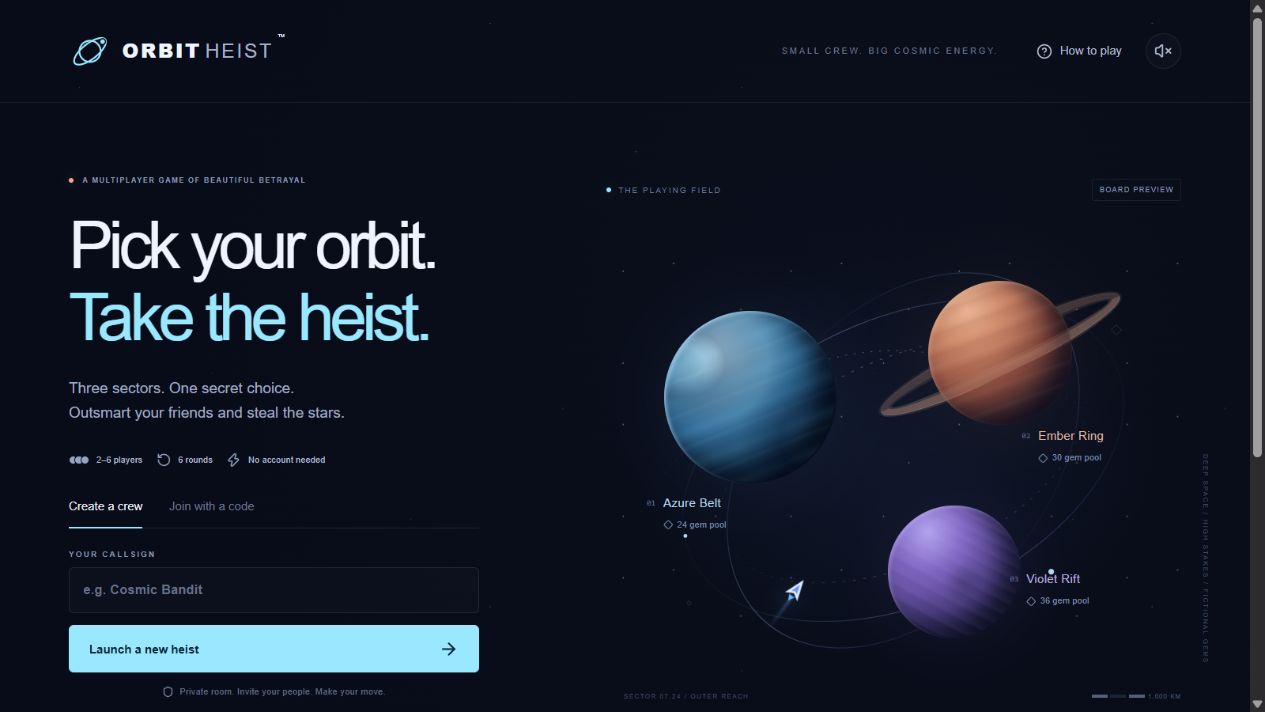 ORBIT HEIST ™
SMALL CREW. BIG COSMIC ENERGY.
How to play
A MULTIPLAYER GAME OF BEAUTIFUL BETRAYAL
Pick your orbit.
Take the heist.
Three sectors. One secret choice.
Outsmart your friends and steal the stars.
2–6 players
6 rounds
No account needed
Create a crew
Join with a code
YOUR CALLSIGN
e.g. Cosmic Bandit
Launch a new heist
Private room. Invite your people. Make your move.
THE PLAYING FIELD
BOARD PREVIEW
02 Ember Ring
30 gem pool
01 Azure Belt
24 gem pool
03 Violet Rift
36 gem pool
DEEP SPACE / HIGH STAKES / FICTIONAL GEMS
SECTOR 07.24 / OUTER REACH
1,000 KM